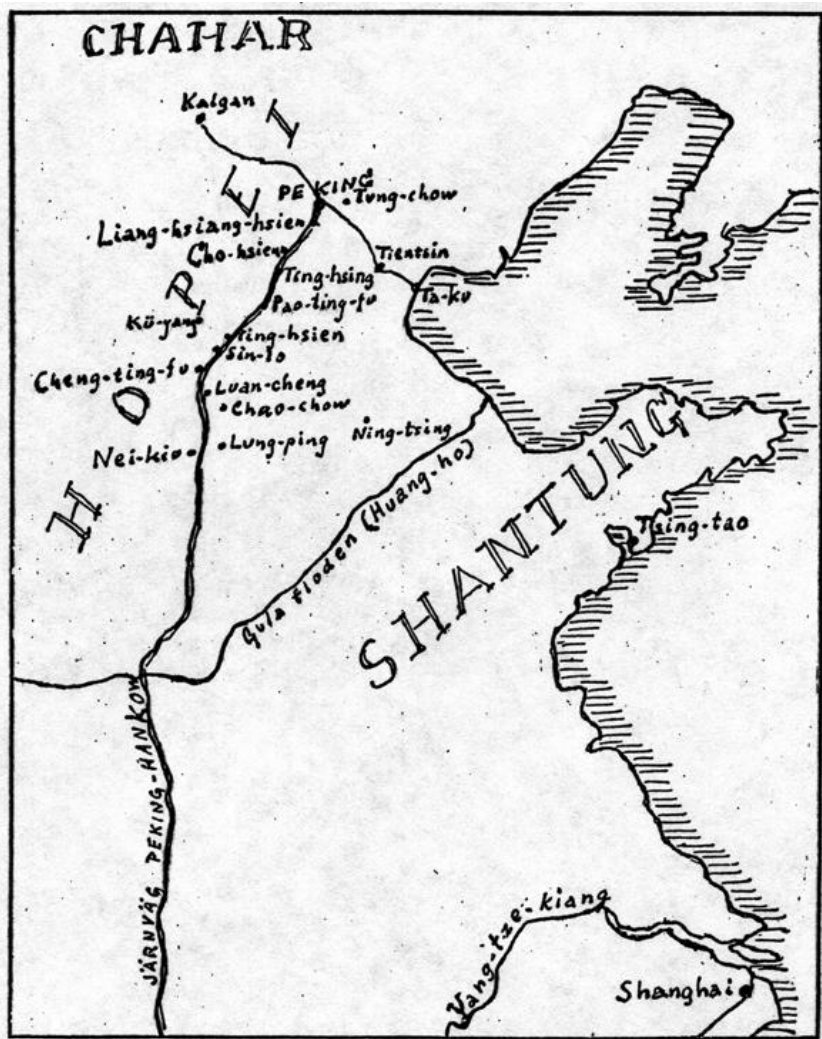 CHAHAR
Kalgan
HOPEI
PEKING
Tung-chow
Liang-hsiang-hsien
Cho-hsien
Tientsin
Ting-hsing
Ta-ku
Pao-ting-fu
Kü-yang
Ting-hsien
Sin-lo
Cheng-ting-fu
Luan-cheng
Chao-chow
Ning-tsing
Lung-ping
Nei-kio
Gula floden (Huang-ho)
SHANTUNG
Tsing-tao
JÄRNVÄG PEKING-HANKOW
Yang-tze-kiang
Shanghai